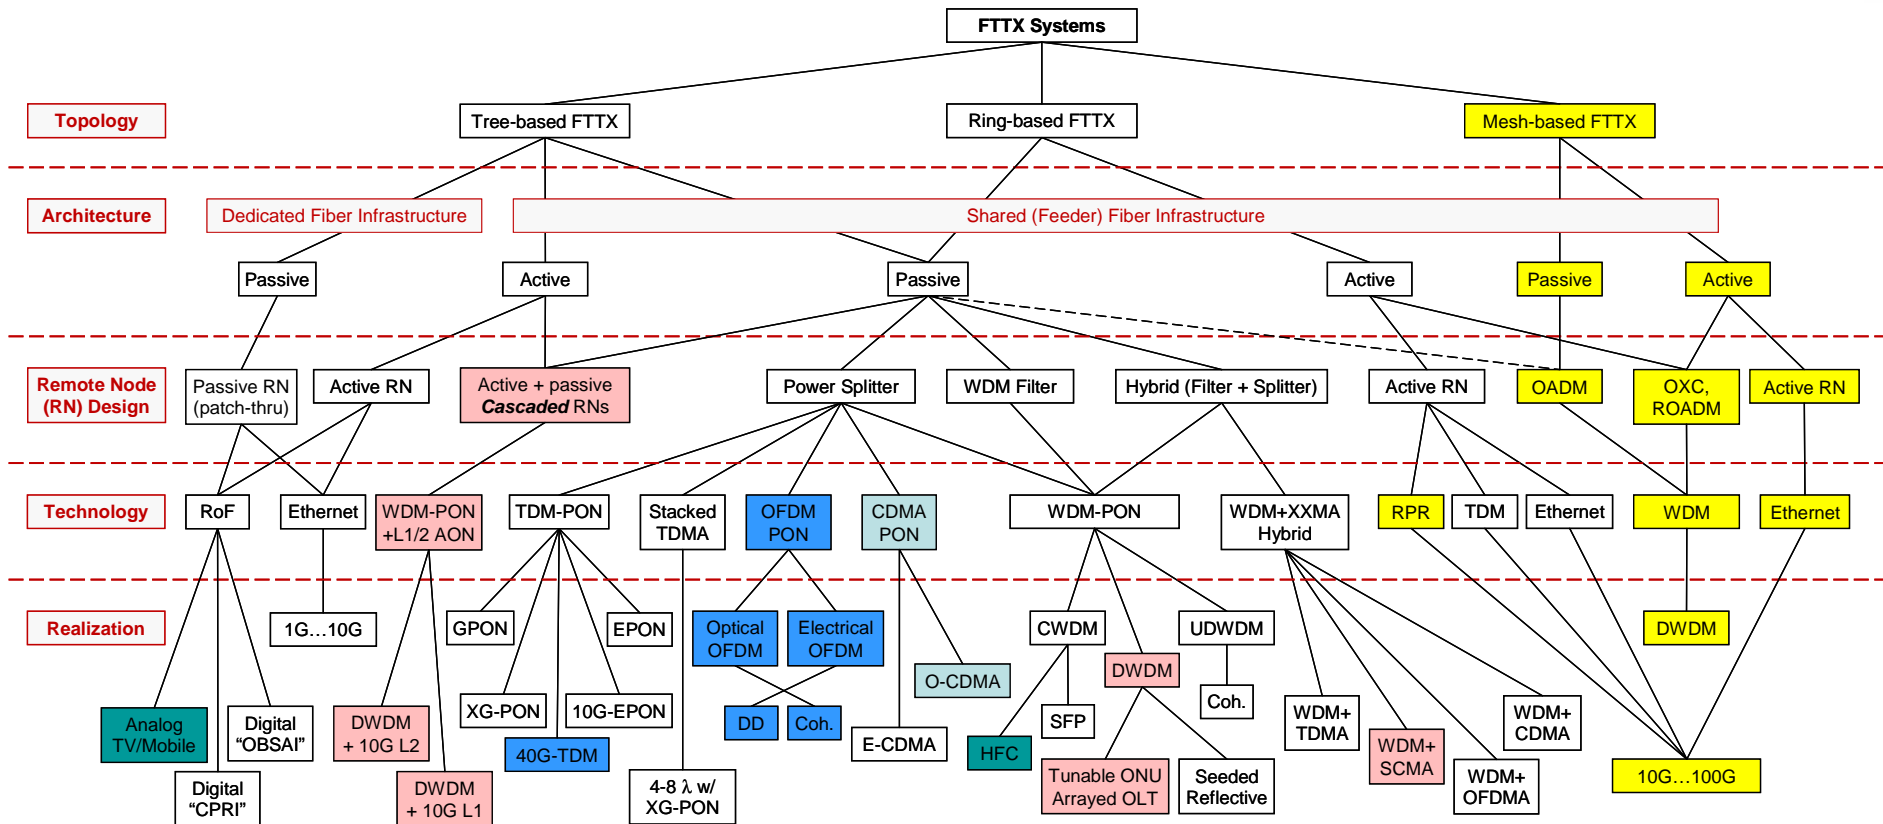 FTTX Systems
Topology
Tree-based FTTX
Ring-based FTTX
Mesh-based FTTX
Architecture
Dedicated Fiber Infrastructure
Shared (Feeder) Fiber Infrastructure
Passive
Active
Passive
Active
Passive
Active
Remote Node
(RN) Design
Passive RN
(patch-thru)
Active RN
Active + passive
Cascaded RNs
Power Splitter
WDM Filter
Hybrid (Filter + Splitter)
Active RN
OADM
OXC,
ROADM
Active RN
Technology
RoF
Ethernet
WDM-PON
+L1/2 AON
TDM-PON
Stacked
TDMA
OFDM
PON
CDMA
PON
WDM-PON
WDM+XXMA
Hybrid
RPR
TDM
Ethernet
WDM
Ethernet
Realization
1G…10G
GPON
EPON
Optical
OFDM
Electrical
OFDM
CWDM
UDWDM
DWDM
DWDM
O-CDMA
Analog
TV/Mobile
Digital
“OBSAI”
DWDM
+ 10G L2
XG-PON
10G-EPON
DD
Coh.
SFP
Coh.
WDM+
TDMA
WDM+
CDMA
40G-TDM
E-CDMA
HFC
WDM+
SCMA
Digital
“CPRI”
DWDM
+ 10G L1
4-8 λ w/
XG-PON
Tunable ONU
Arrayed OLT
Seeded
Reflective
WDM+
OFDMA
10G…100G